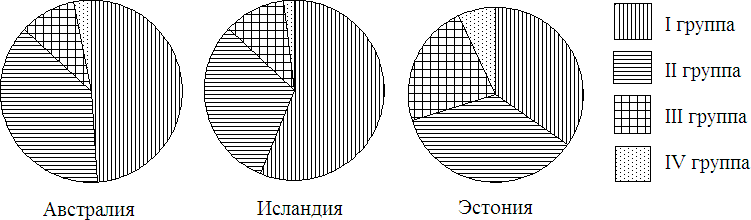 I группа
II группа
III группа
IV группа
Австралия
Исландия
Эстония